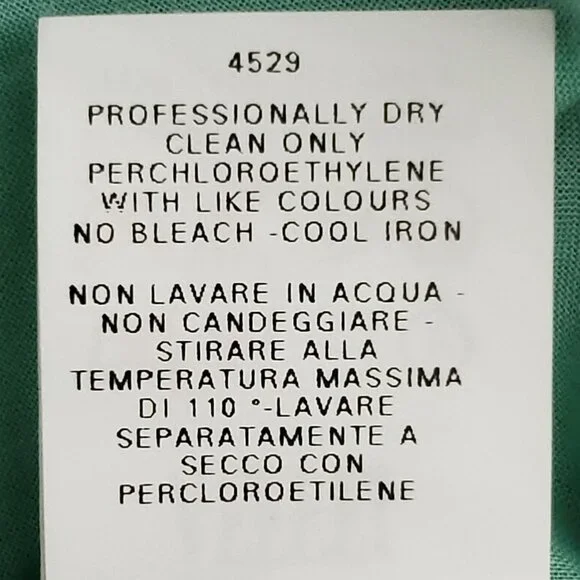 4529
PROFESSIONALLY DRY
CLEAN ONLY
PERCHLOROETHYLENE
WITH LIKE COLOURS
NO BLEACH -COOL IRON
NON LAVARE IN ACQUA -
NON CANDEGGIARE -
STIRARE ALLA
TEMPERATURA MASSIMA
DI 110 °-LAVARE
SEPARATAMENTE A
SECCO CON
PERCLOROETILENE